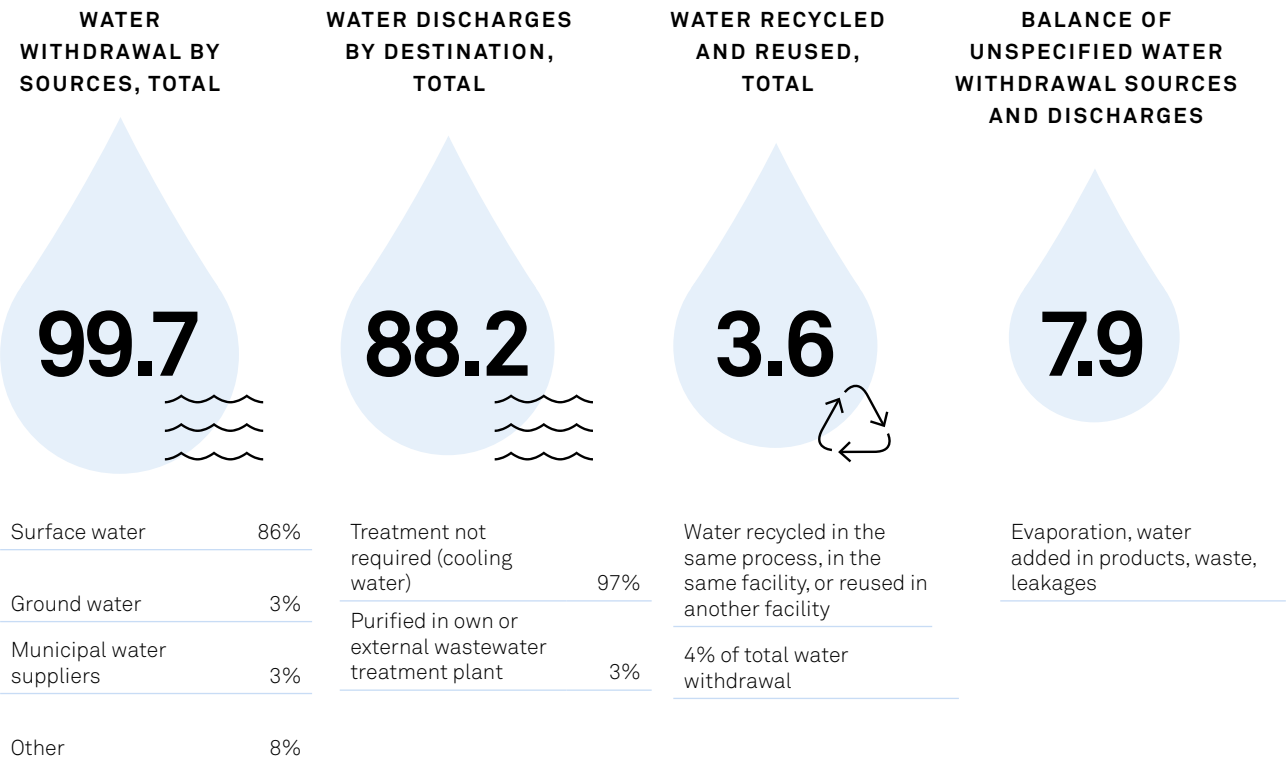 WATER
WITHDRAWAL BY
SOURCES, TOTAL
99.7
Surface water 86%
Ground water 3%
Municipal water
suppliers 3%
Other 8%
WATER DISCHARGES
BY DESTINATION,
TOTAL
88.2
Treatment not
required (cooling
water) 97%
Purified in own or
external wastewater
treatment plant 3%
WATER RECYCLED
AND REUSED,
TOTAL
3.6
Water recycled in the
same process, in the
same facility, or reused in
another facility
4% of total water
withdrawal
BALANCE OF
UNSPECIFIED WATER
WITHDRAWAL SOURCES
AND DISCHARGES
7.9
Evaporation, water
added in products, waste,
leakages